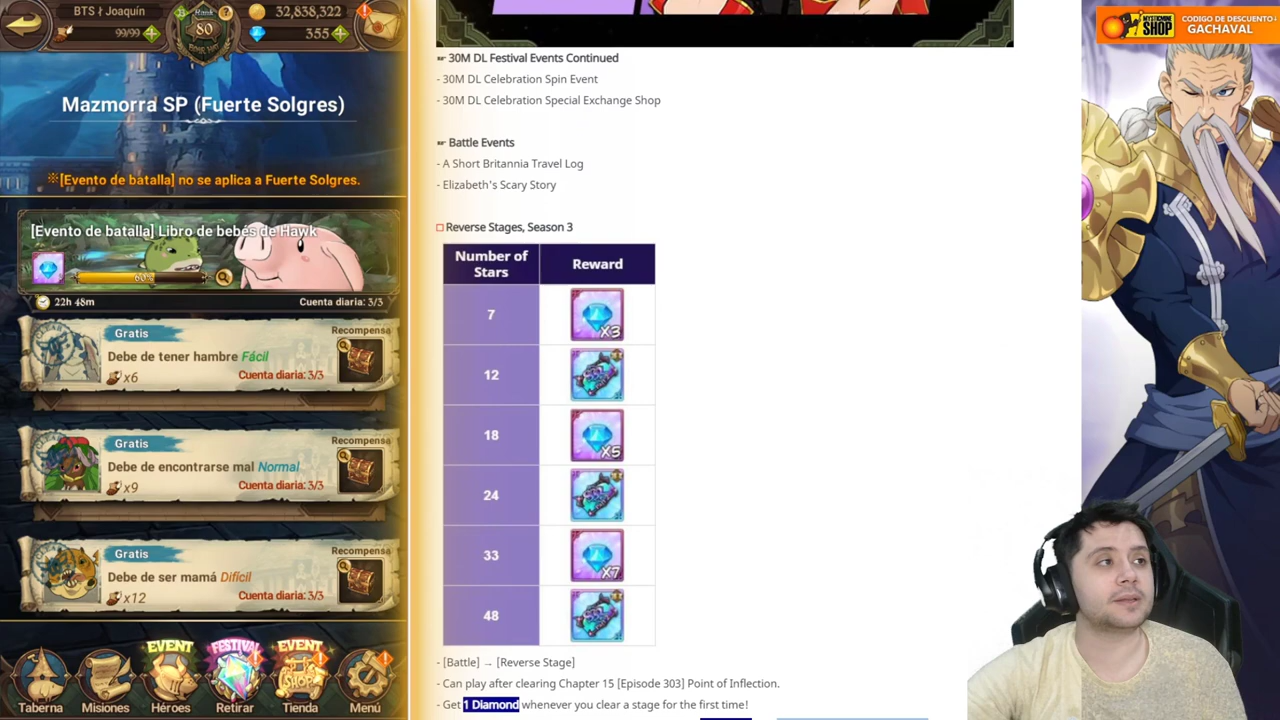 BTS ł Joaquín
99/99
33
Rank
80
32,838,322
355
Mazmorra SP (Fuerte Solgres)
※[Evento de batalla] no se aplica a Fuerte Solgres.
[Evento de batalla] Libro de bebés de Hawk
60%
22h 48m
Cuenta diaria: 3/3
Gratis
Recompensa
Debe de tener hambre Fácil
x6
Cuenta diaria: 3/3
Gratis
Recompensa
Debe de encontrarse mal Normal
x9
Cuenta diaria: 3/3
Gratis
Recompensa
Debe de ser mamá Difícil
x12
Cuenta diaria: 3/3
EVENT
FESTIVAL
EVENT
SHOP
Taberna
Misiones
Héroes
Retirar
Tienda
Menú
☞ 30M DL Festival Events Continued
- 30M DL Celebration Spin Event
- 30M DL Celebration Special Exchange Shop
☞ Battle Events
- A Short Britannia Travel Log
- Elizabeth's Scary Story
□ Reverse Stages, Season 3
Number of Stars
Reward
7
X3
12
18
X5
24
33
X7
48
- [Battle] → [Reverse Stage]
- Can play after clearing Chapter 15 [Episode 303] Point of Inflection.
- Get 1 Diamond whenever you clear a stage for the first time!
SHOP
CODIGO DE DESCUENTO↓
GACHAVAL